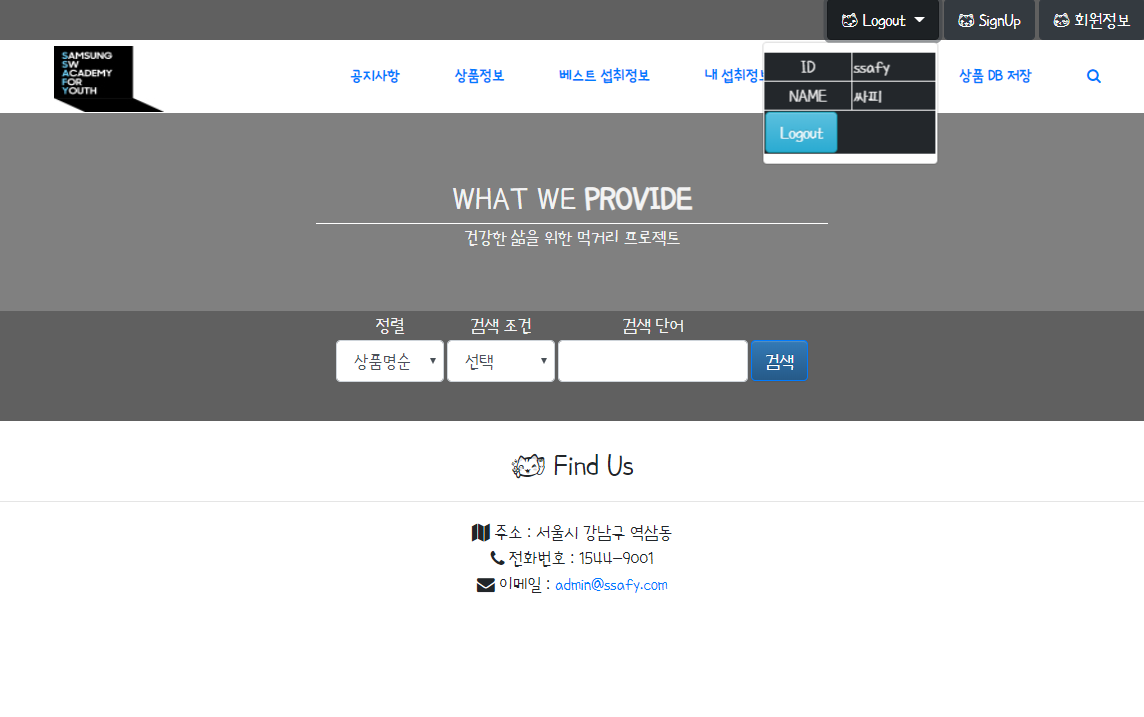 Logout SignUp 회원정보
SAMSUNG
SW
ACADEMY
FOR
YOUTH
공지사항 상품정보 베스트 섭취정보 내 섭취정보 상품 DB 저장
ID ssafy
NAME 싸피
Logout
WHAT WE PROVIDE
건강한 삶을 위한 먹거리 프로젝트
정렬 검색 조건 검색 단어
상품명순 선택 검색
Find Us
주소 : 서울시 강남구 역삼동
전화번호 : 1544-9001
이메일 : admin@ssafy.com